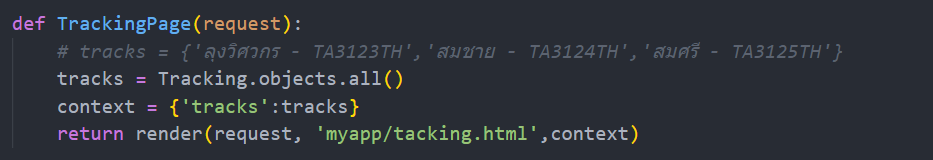 def TrackingPage(request):
# tracks = {'ลุงวิศวกร - TA3123TH','สมชาย - TA3124TH','สมศรี - TA3125TH'}
tracks = Tracking.objects.all()
context = {'tracks':tracks}
return render(request, 'myapp/tacking.html',context)